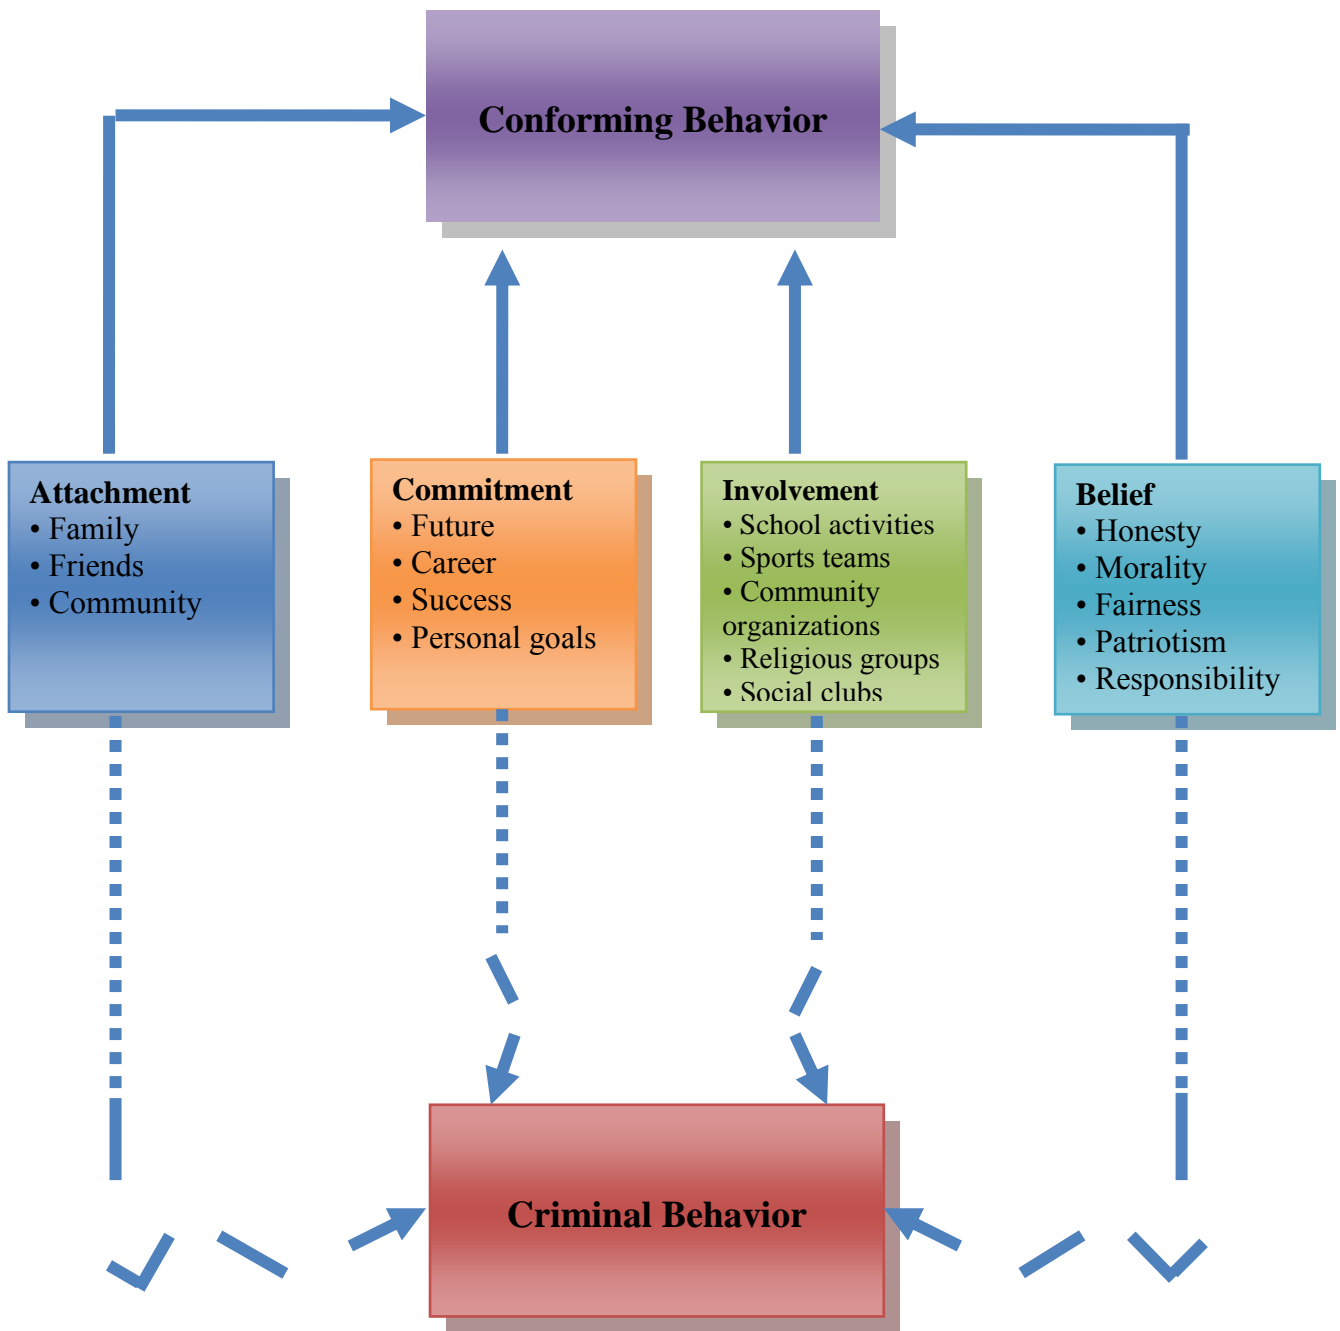 Conforming Behavior
Attachment
• Family
• Friends
• Community
Commitment
• Future
• Career
• Success
• Personal goals
Involvement
• School activities
• Sports teams
• Community
organizations
• Religious groups
• Social clubs
Belief
• Honesty
• Morality
• Fairness
• Patriotism
• Responsibility
Criminal Behavior